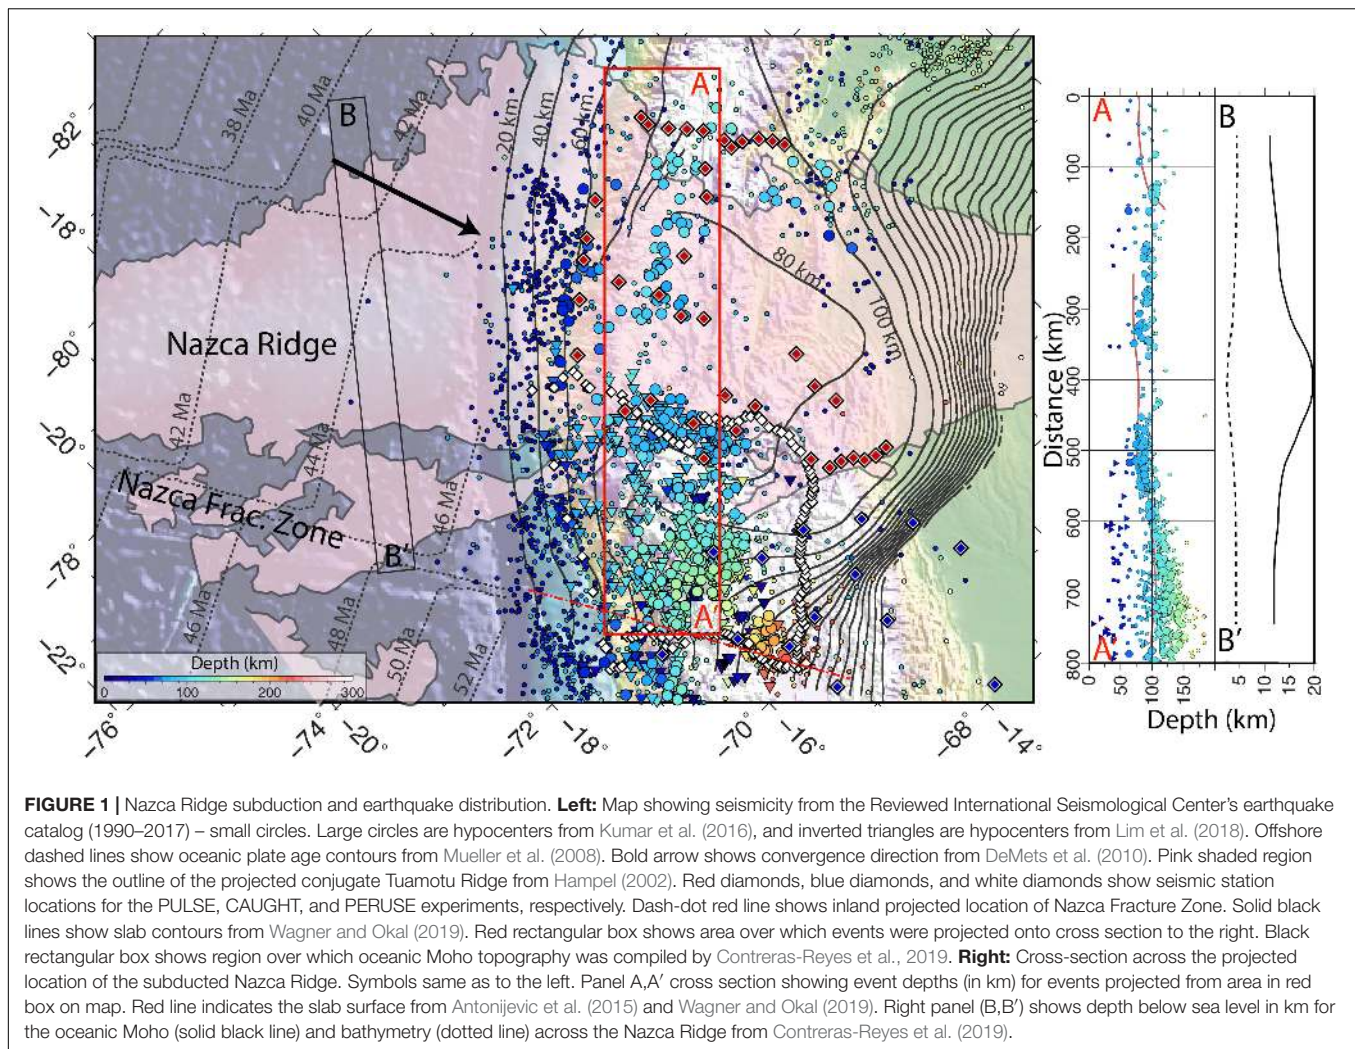 A
B
38 Ma
40 Ma
42 Ma
20 km
40 km
60 km
80 km
100 km
Nazca Ridge
42 Ma
44 Ma
46 Ma
Nazca Frac. Zone
B'
A'
46 Ma
48 Ma
50 Ma
52 Ma
Depth (km)
0 100 200 300
−82°
−18°
−80°
−20°
−78°
−22°
−76° −74° −20° −72° −18° −70° −16° −68° −14°
A
B
0
100
200
300
400
500
600
700
800
Distance (km)
A'
B'
0 50 100 150
5 10 15 20
Depth (km)
FIGURE 1 | Nazca Ridge subduction and earthquake distribution. Left: Map showing seismicity from the Reviewed International Seismological Center's earthquake
catalog (1990–2017) – small circles. Large circles are hypocenters from Kumar et al. (2016), and inverted triangles are hypocenters from Lim et al. (2018). Offshore
dashed lines show oceanic plate age contours from Mueller et al. (2008). Bold arrow shows convergence direction from DeMets et al. (2010). Pink shaded region
shows the outline of the projected conjugate Tuamotu Ridge from Hampel (2002). Red diamonds, blue diamonds, and white diamonds show seismic station
locations for the PULSE, CAUGHT, and PERUSE experiments, respectively. Dash-dot red line shows inland projected location of Nazca Fracture Zone. Solid black
lines show slab contours from Wagner and Okal (2019). Red rectangular box shows area over which events were projected onto cross section to the right. Black
rectangular box shows region over which oceanic Moho topography was compiled by Contreras-Reyes et al., 2019. Right: Cross-section across the projected
location of the subducted Nazca Ridge. Symbols same as to the left. Panel A,A′ cross section showing event depths (in km) for events projected from area in red
box on map. Red line indicates the slab surface from Antonijevic et al. (2015) and Wagner and Okal (2019). Right panel (B,B′) shows depth below sea level in km for
the oceanic Moho (solid black line) and bathymetry (dotted line) across the Nazca Ridge from Contreras-Reyes et al. (2019).